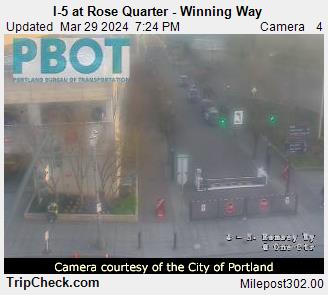 I-5 at Rose Quarter - Winning Way
Updated Mar 29 2024 7:24 PM Camera 4
PBOT
PORTLAND BUREAU OF TRANSPORTATION
Camera courtesy of the City of Portland
TripCheck.com Milepost302.00